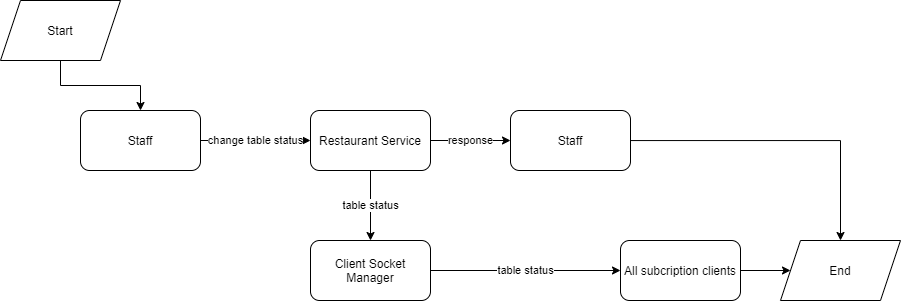 Start
Staff
change table status
Restaurant Service
response
Staff
table status
Client Socket
Manager
table status
All subcription clients
End